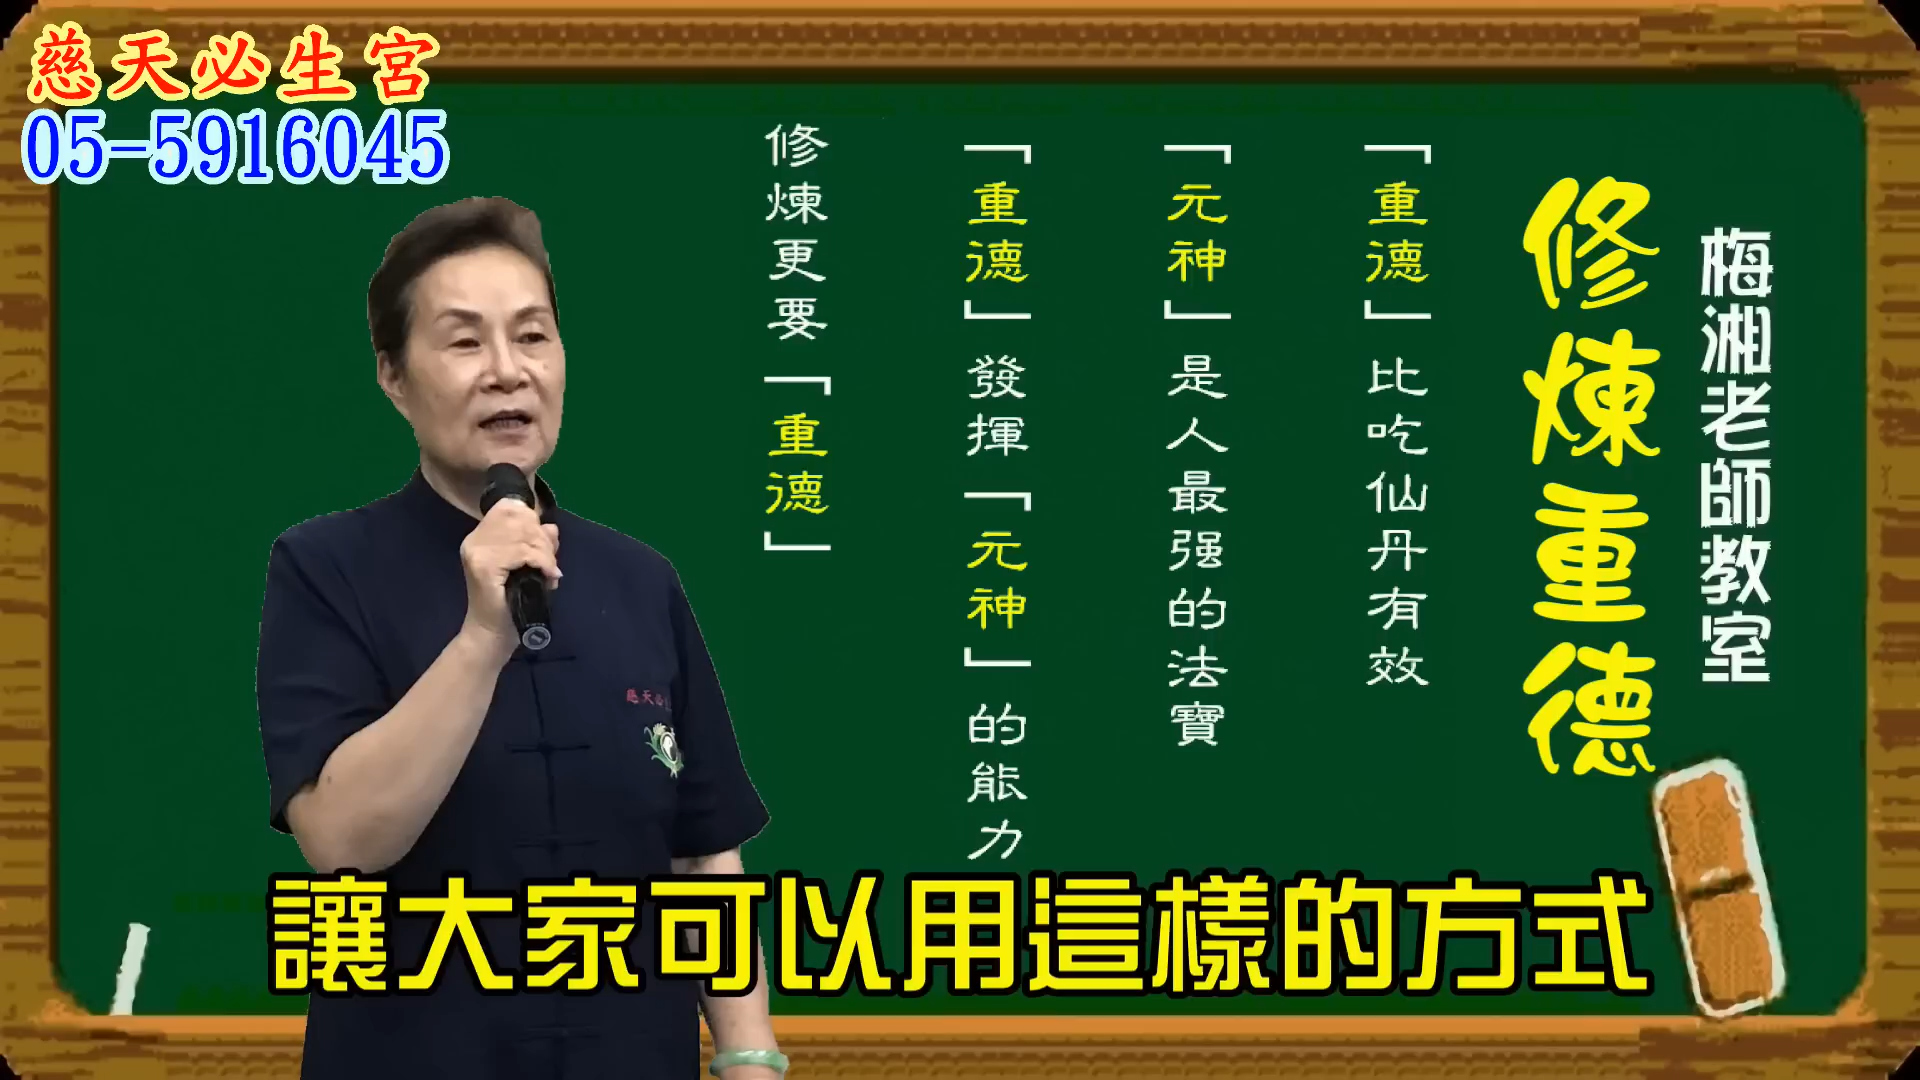 慈天必生宮
05-5916045
梅湘老師教室
修煉重德
「重德」比吃仙丹有效
「元神」是人最强的法寶
「重德」發揮「元神」的能力
修煉更要「重德」
慈天必
讓大家可以用這樣的方式